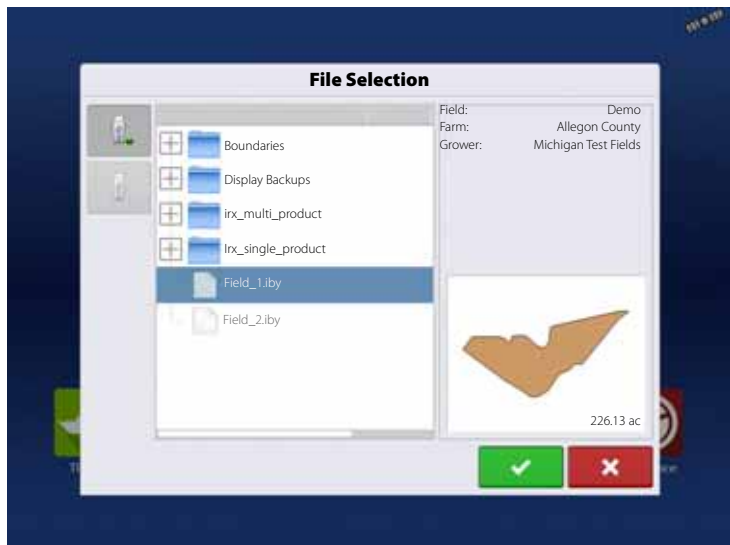 File Selection
Field: Demo
Farm: Allegon County
Grower: Michigan Test Fields
Boundaries
Display Backups
irx_multi_product
Irx_single_product
Field_1.iby
Field_2.iby
226.13 ac